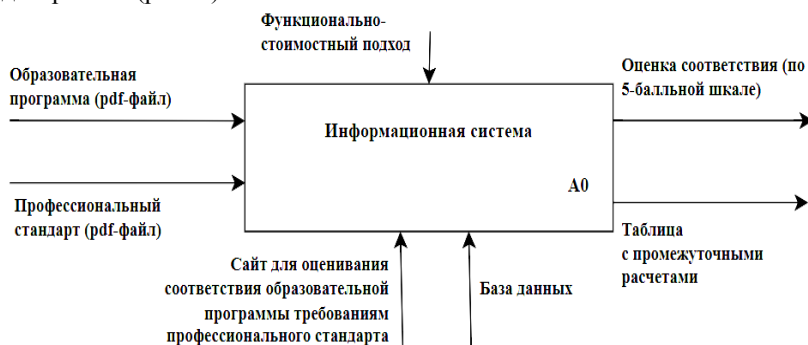 Функционально-
стоимостный подход
Образовательная
программа (pdf-файл)
Оценка соответствия (по
5-балльной шкале)
Информационная система
A0
Профессиональный
стандарт (pdf-файл)
Таблица
с промежуточными
расчетами
Сайт для оценивания
соответствия образовательной
программы требованиям
профессионального стандарта
База данных